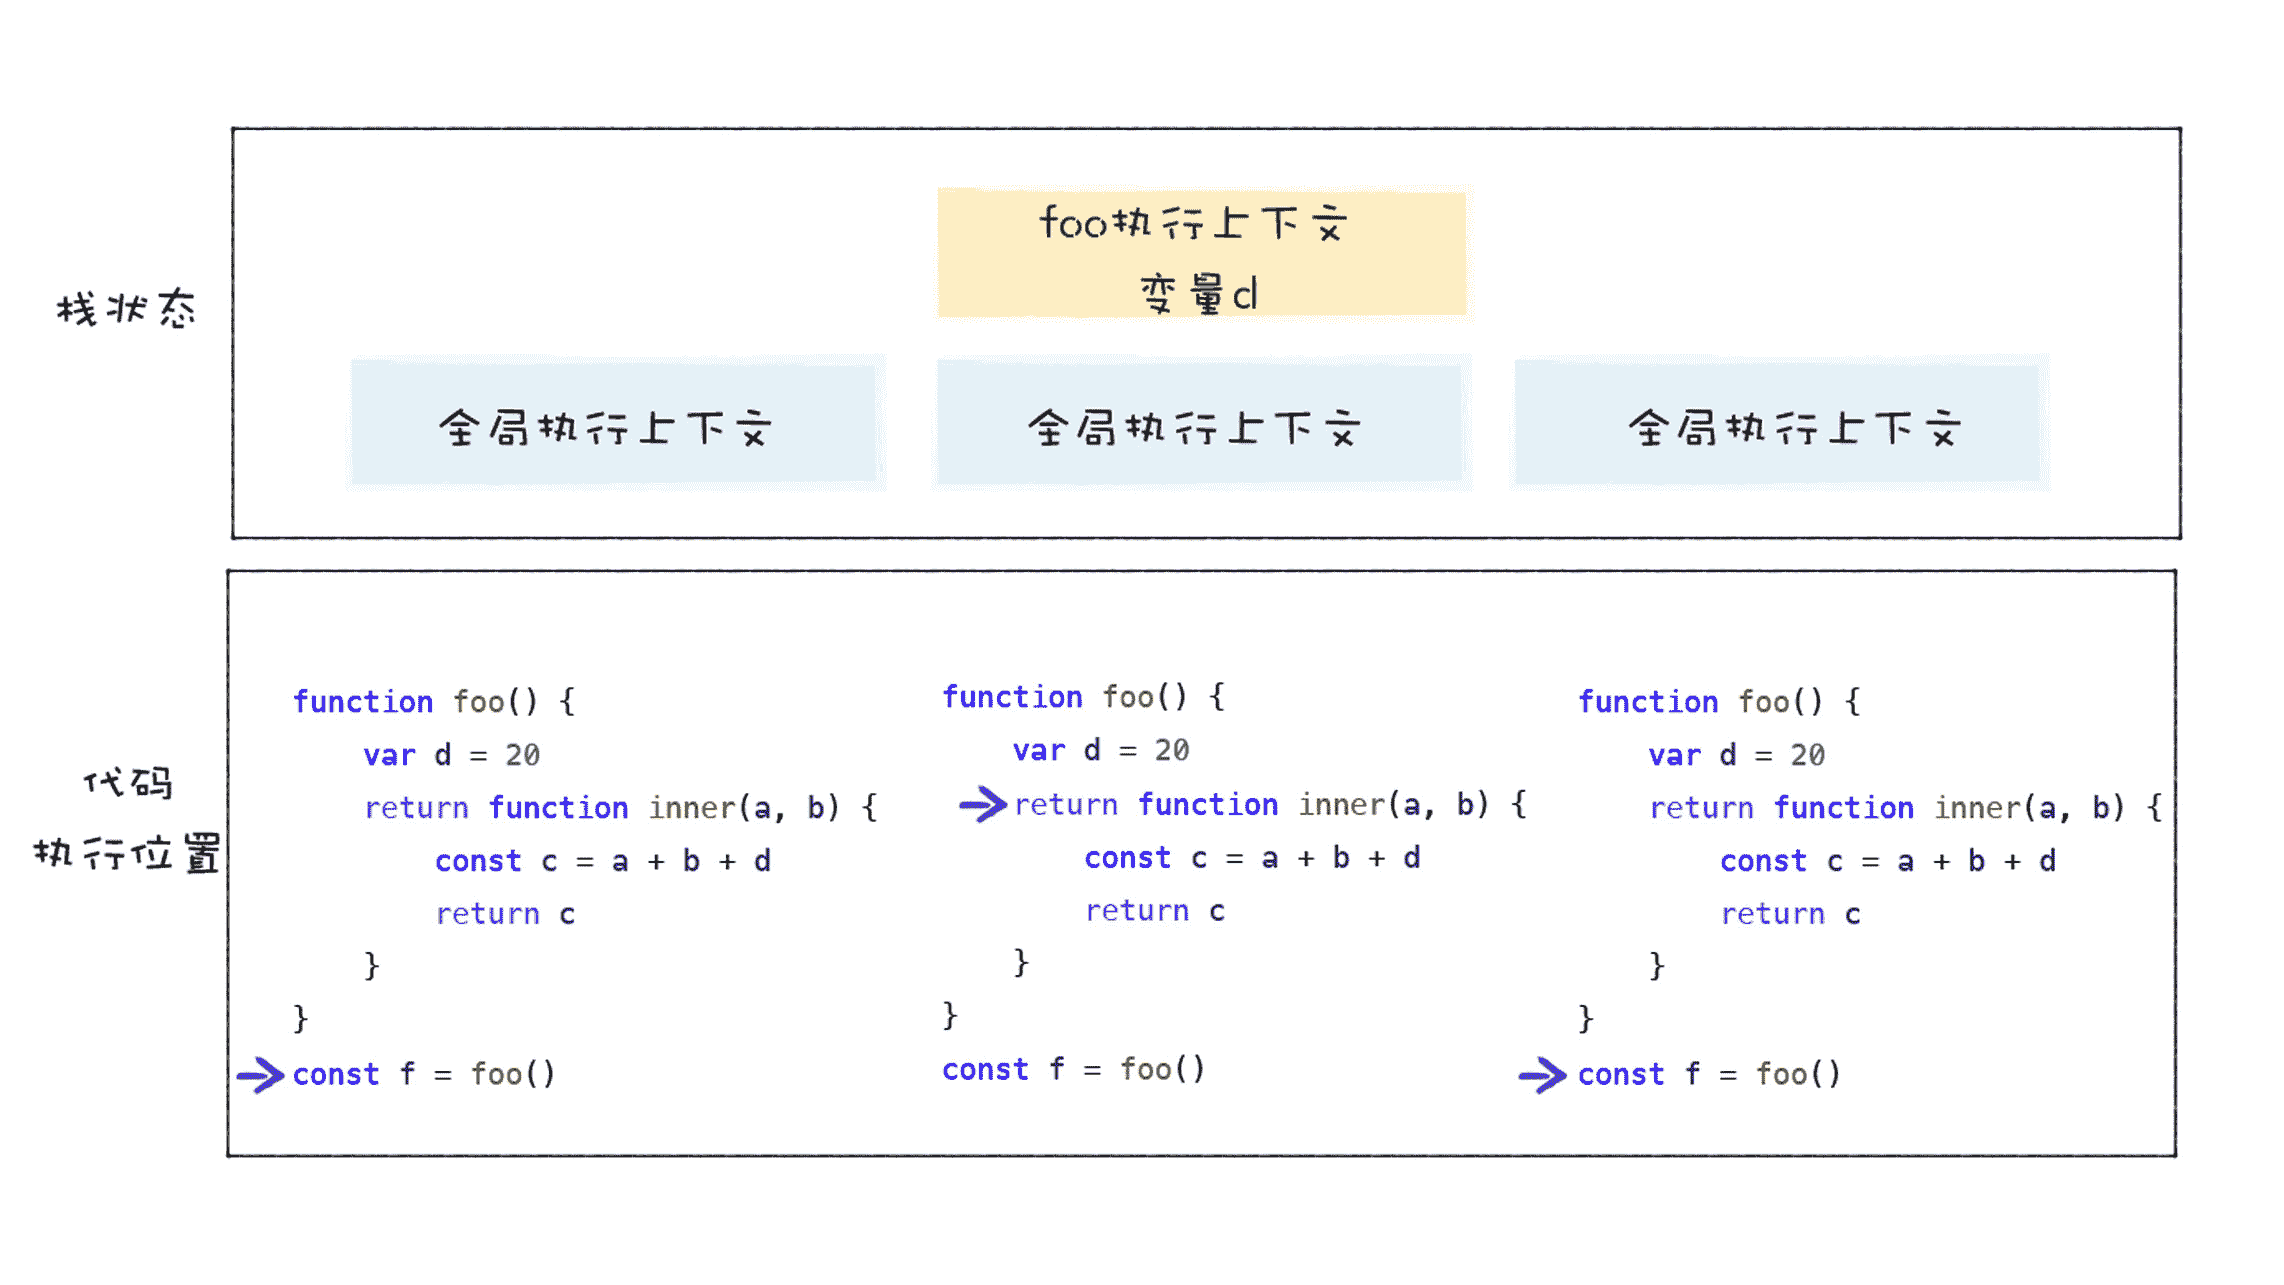 栈状态
foo执行上下文
变量d
全局执行上下文
全局执行上下文
全局执行上下文
代码
执行位置
function foo() {
var d = 20
return function inner(a, b) {
const c = a + b + d
return c
}
}
const f = foo()
function foo() {
var d = 20
return function inner(a, b) {
const c = a + b + d
return c
}
}
const f = foo()
function foo() {
var d = 20
return function inner(a, b) {
const c = a + b + d
return c
}
}
const f = foo()